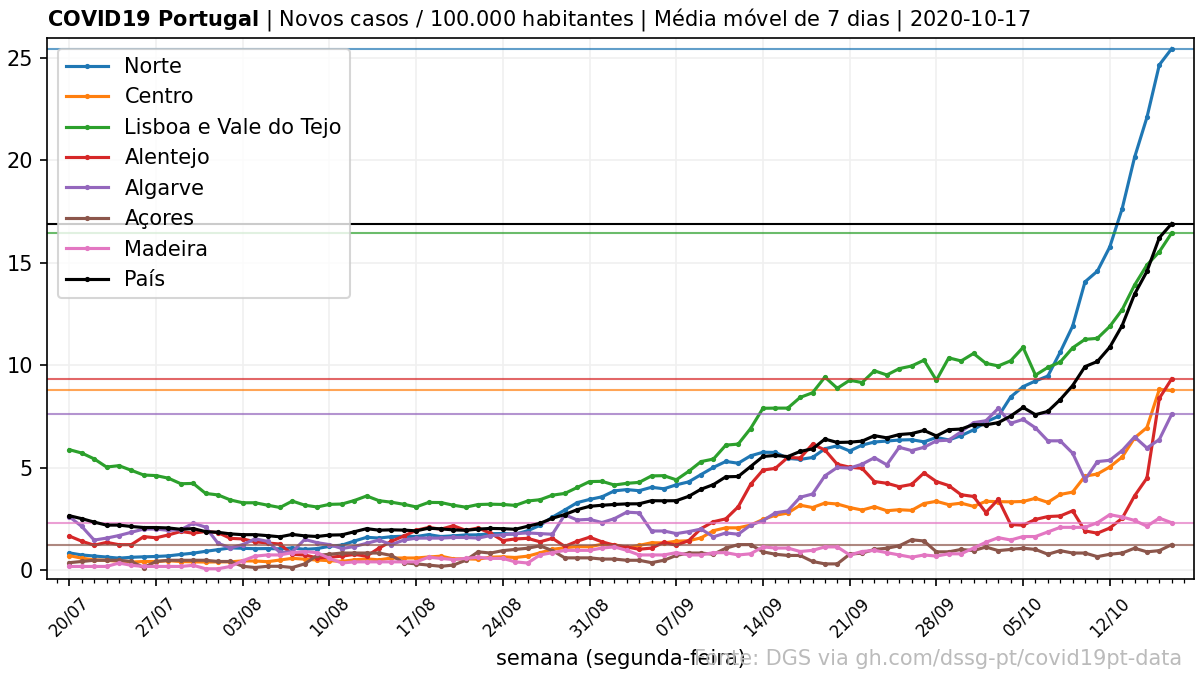 COVID19 Portugal | Novos casos / 100.000 habitantes | Média móvel de 7 dias | 2020-10-17
25
20
15
10
5
0
Norte
Centro
Lisboa e Vale do Tejo
Alentejo
Algarve
Açores
Madeira
País
20/07
27/07
03/08
10/08
17/08
24/08
31/08
07/09
14/09
21/09
28/09
05/10
12/10
semana (segunda-feira)
Fonte: DGS via gh.com/dssg-pt/covid19pt-data